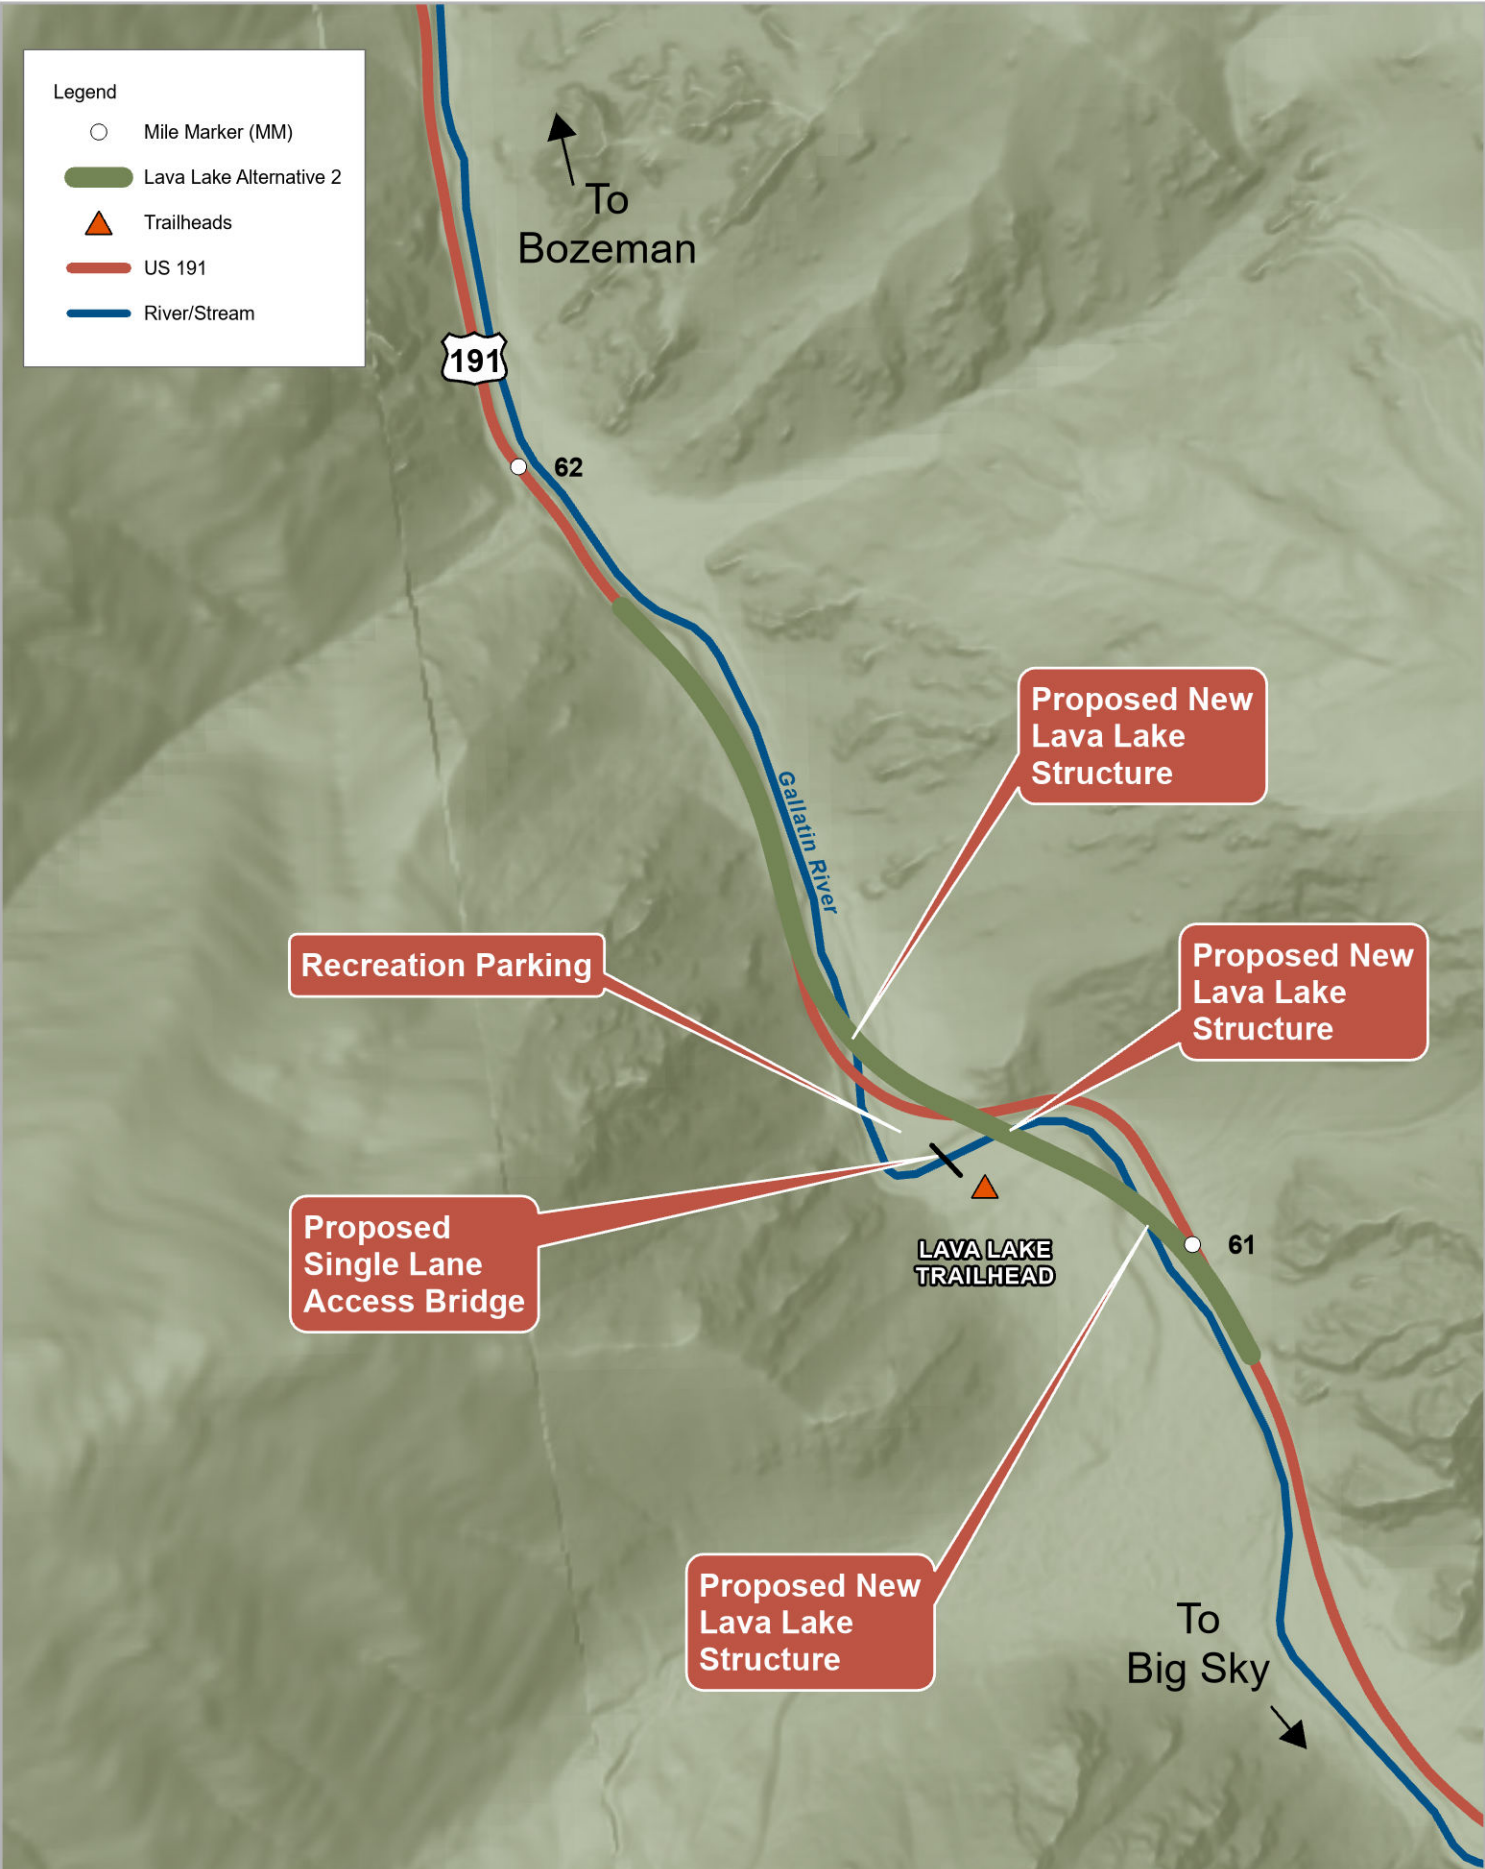 Legend
Mile Marker (MM)
Lava Lake Alternative 2
Trailheads
US 191
River/Stream
To
Bozeman
191
62
Proposed New
Lava Lake
Structure
Gallatin River
Proposed New
Lava Lake
Structure
Recreation Parking
Proposed
Single Lane
Access Bridge
LAVA LAKE
TRAILHEAD
61
Proposed New
Lava Lake
Structure
To
Big Sky